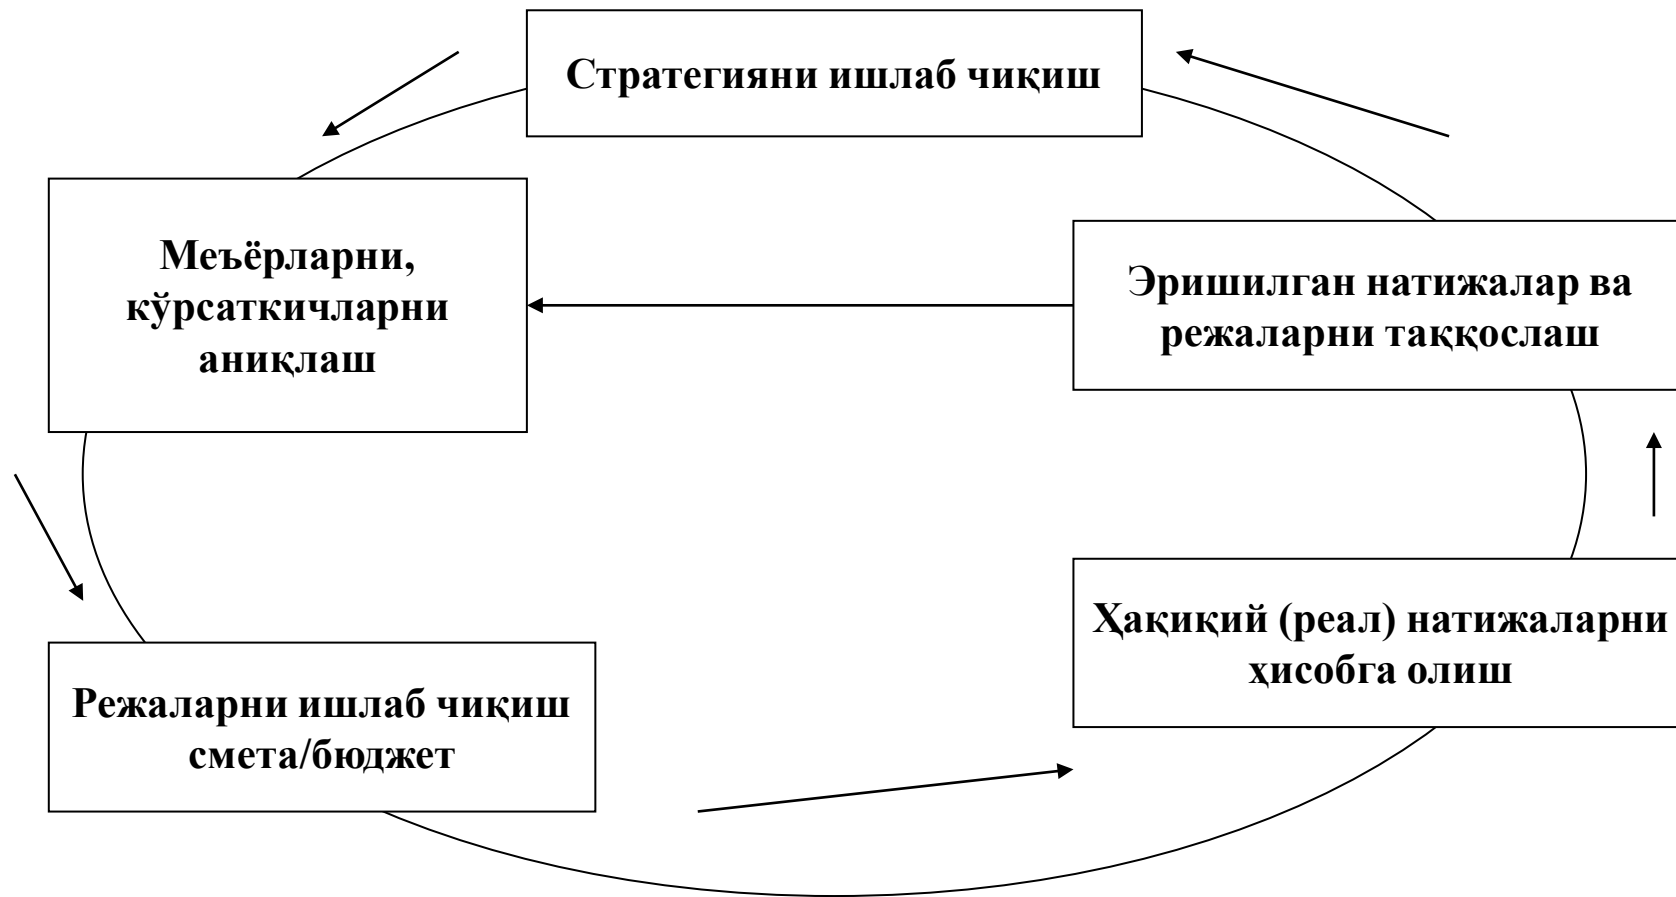 Стратегияни ишлаб чиқиш
Меъёрларни,
кўрсаткичларни
аниқлаш
Эришилган натижалар ва
режаларни таққослаш
Ҳақиқий (реал) натижаларни
ҳисобга олиш
Режаларни ишлаб чиқиш
смета/бюджет